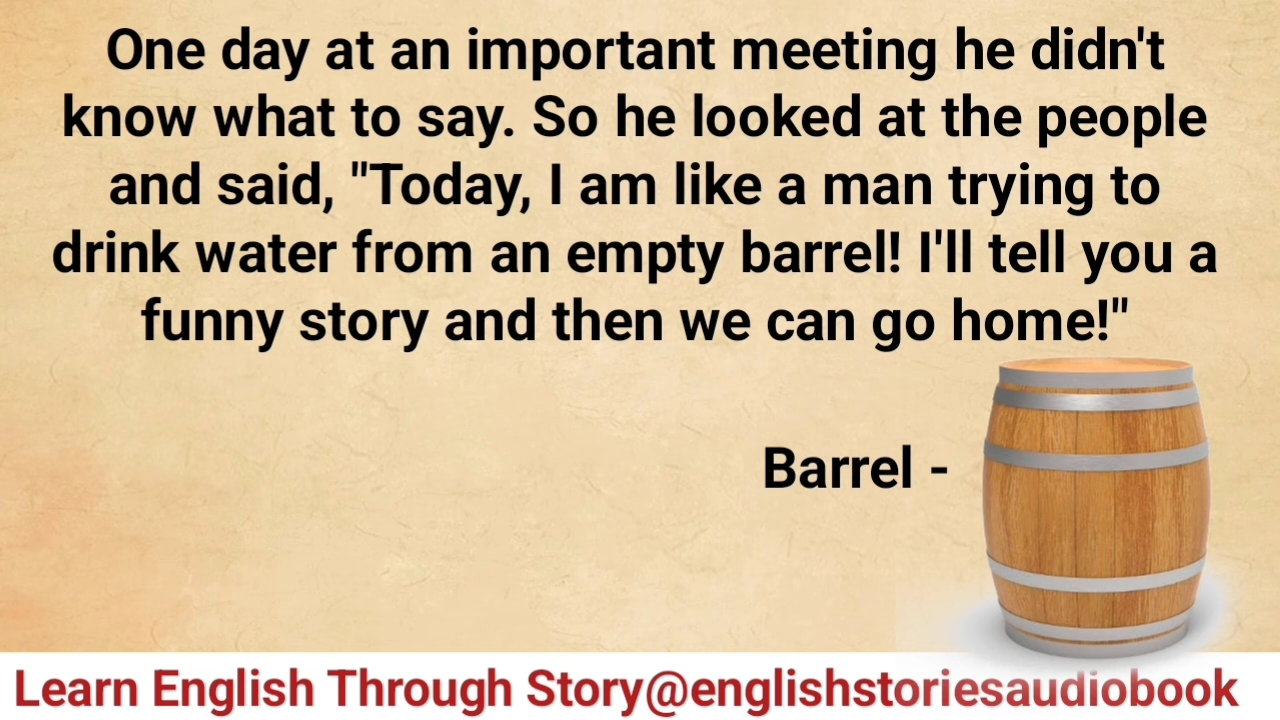 One day at an important meeting he didn't
know what to say. So he looked at the people
and said, "Today, I am like a man trying to
drink water from an empty barrel! I'll tell you a
funny story and then we can go home!"
Barrel -
Learn English Through Story@englishstoriesaudiobook